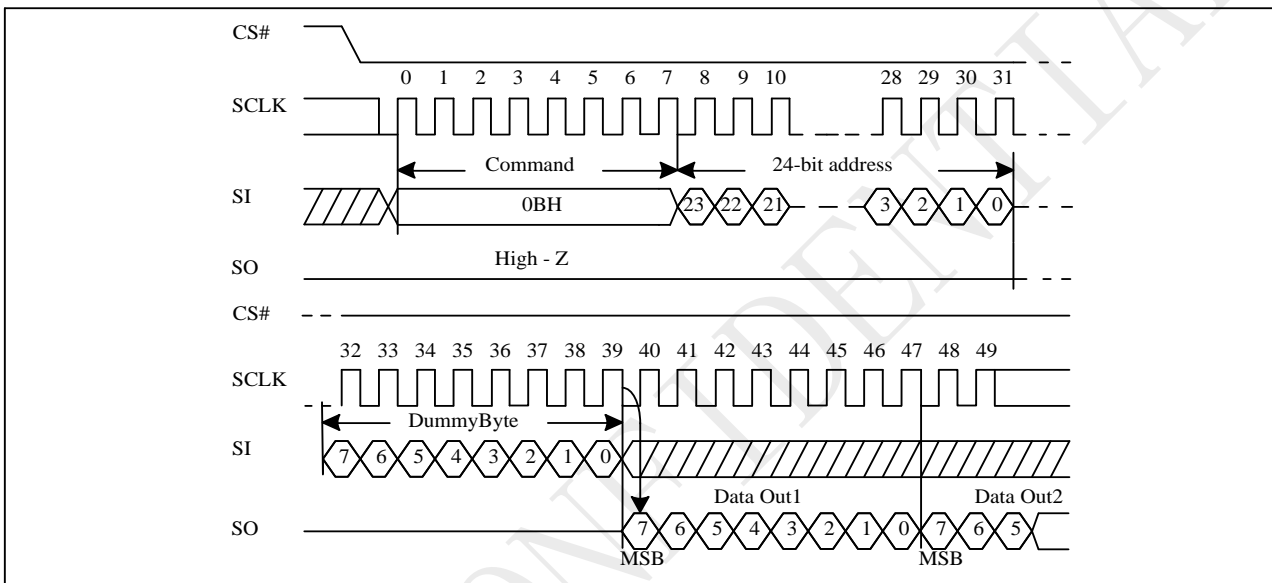 CS#
0 1 2 3 4 5 6 7 8 9 10 28 29 30 31
SCLK
Command 24-bit address
SI 0BH 23 22 21 3 2 1 0
High - Z
SO
CS#
32 33 34 35 36 37 38 39 40 41 42 43 44 45 46 47 48 49
SCLK
DummyByte
SI 7 6 5 4 3 2 1 0
Data Out1 Data Out2
SO 7 6 5 4 3 2 1 0 7 6 5
MSB MSB